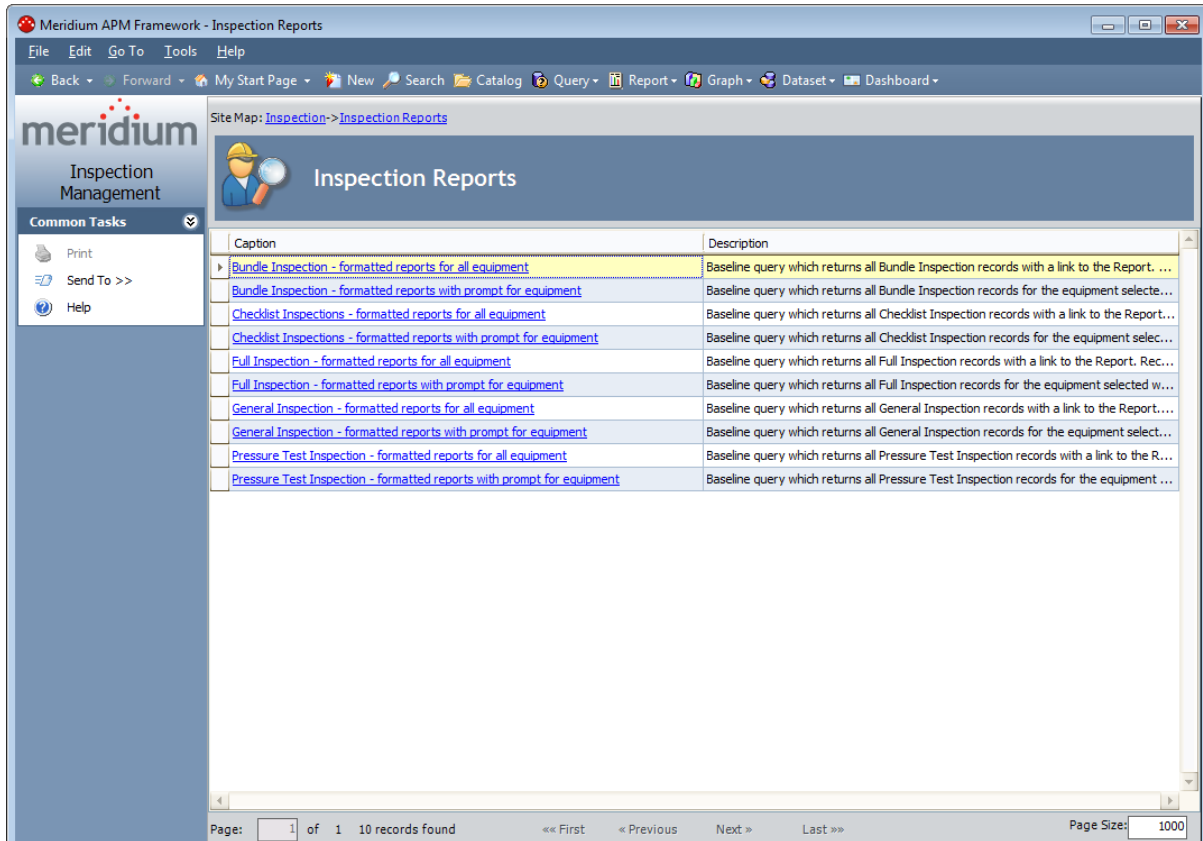 Meridium APM Framework - Inspection Reports
File Edit Go To Tools Help
Back Forward My Start Page New Search Catalog Query Report Graph Dataset Dashboard
meridium
Inspection
Management
Common Tasks
Print
Send To >>
Help
Site Map: Inspection->Inspection Reports
Inspection Reports
Caption Description
Bundle Inspection - formatted reports for all equipment Baseline query which returns all Bundle Inspection records with a link to the Report. ...
Bundle Inspection - formatted reports with prompt for equipment Baseline query which returns all Bundle Inspection records for the equipment selecte...
Checklist Inspections - formatted reports for all equipment Baseline query which returns all Checklist Inspection records with a link to the Report...
Checklist Inspections - formatted reports with prompt for equipment Baseline query which returns all Checklist Inspection records for the equipment selec...
Full Inspection - formatted reports for all equipment Baseline query which returns all Full Inspection records with a link to the Report. Rec...
Full Inspection - formatted reports with prompt for equipment Baseline query which returns all Full Inspection records for the equipment selected w...
General Inspection - formatted reports for all equipment Baseline query which returns all General Inspection records with a link to the Report....
General Inspection - formatted reports with prompt for equipment Baseline query which returns all General Inspection records for the equipment select...
Pressure Test Inspection - formatted reports for all equipment Baseline query which returns all Pressure Test Inspection records with a link to the R...
Pressure Test Inspection - formatted reports with prompt for equipment Baseline query which returns all Pressure Test Inspection records for the equipment ...
Page: 1 of 1 10 records found «« First « Previous Next » Last »» Page Size: 1000